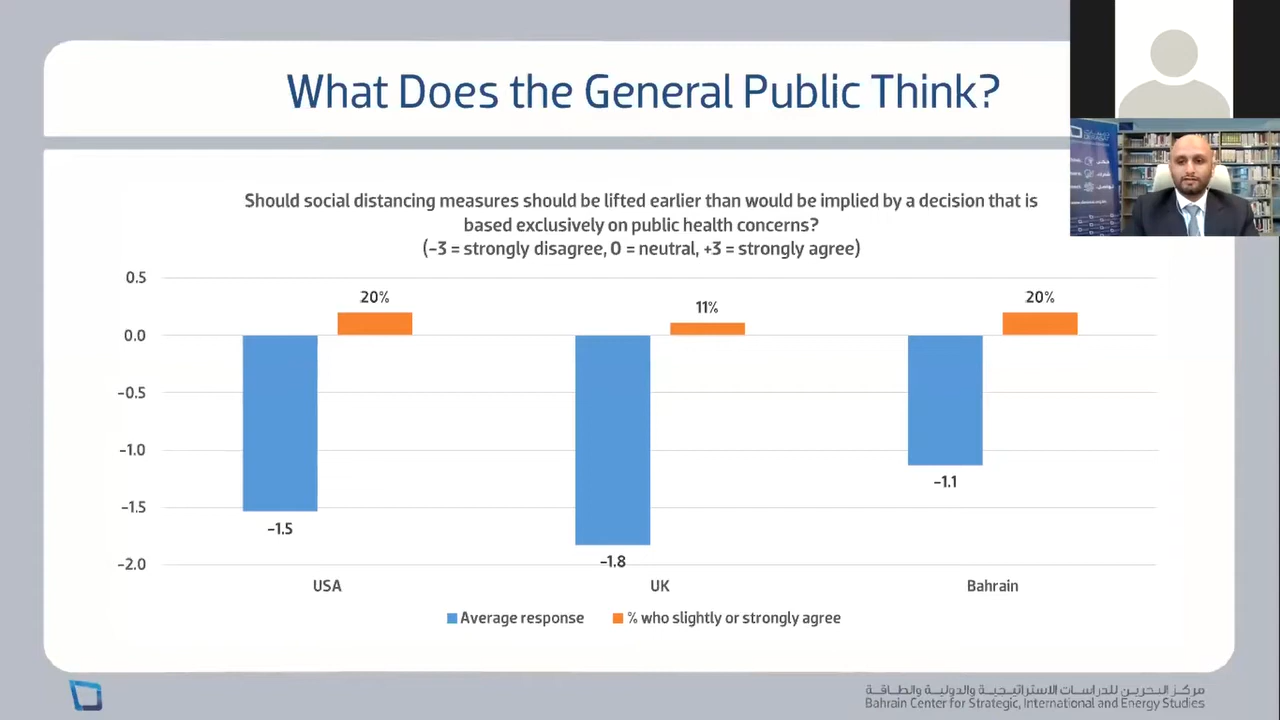 What Does the General Public Think?
Should social distancing measures should be lifted earlier than would be implied by a decision that is
based exclusively on public health concerns?
(−3 = strongly disagree, 0 = neutral, +3 = strongly agree)
0.5
0.0
−0.5
−1.0
−1.5
−2.0
20%
11%
20%
−1.5
−1.8
−1.1
USA
UK
Bahrain
Average response
% who slightly or strongly agree
مركز البحرين للدراسات الاستراتيجية والدولية والطاقة
Bahrain Center for Strategic, International and Energy Studies